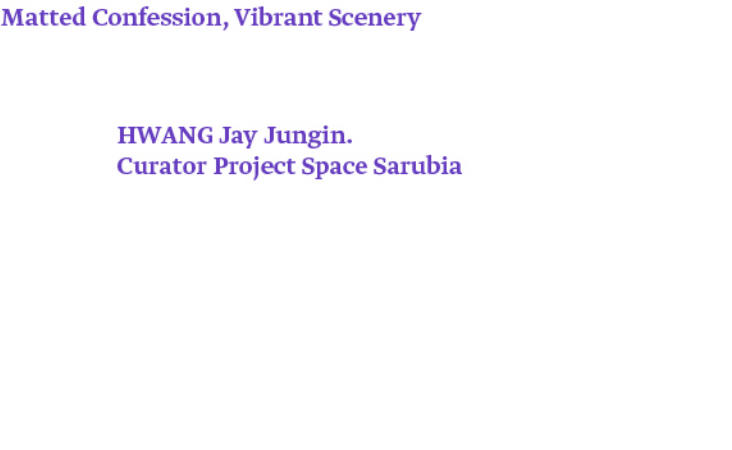 Matted Confession, Vibrant Scenery
HWANG Jay Jungin.
Curator Project Space Sarubia